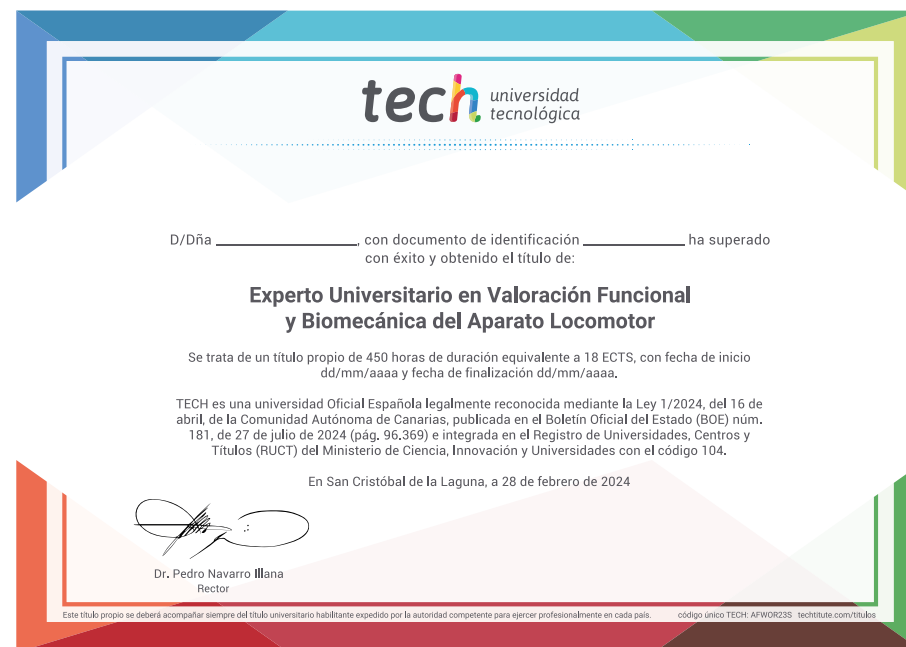 tech universidad
tecnológica
D/Dña ________________, con documento de identificación ____________ ha superado
con éxito y obtenido el título de:
Experto Universitario en Valoración Funcional
y Biomecánica del Aparato Locomotor
Se trata de un título propio de 450 horas de duración equivalente a 18 ECTS, con fecha de inicio
dd/mm/aaaa y fecha de finalización dd/mm/aaaa.
TECH es una universidad Oficial Española legalmente reconocida mediante la Ley 1/2024, del 16 de
abril, de la Comunidad Autónoma de Canarias, publicada en el Boletín Oficial del Estado (BOE) núm.
181, de 27 de julio de 2024 (pág. 96.369) e integrada en el Registro de Universidades, Centros y
Títulos (RUCT) del Ministerio de Ciencia, Innovación y Universidades con el código 104.
En San Cristóbal de la Laguna, a 28 de febrero de 2024
Dr. Pedro Navarro Illana
Rector
Este título propio se deberá acompañar siempre del título universitario habilitante expedido por la autoridad competente para ejercer profesionalmente en cada país. código único TECH: AFWOR23S techtitute.com/titulos